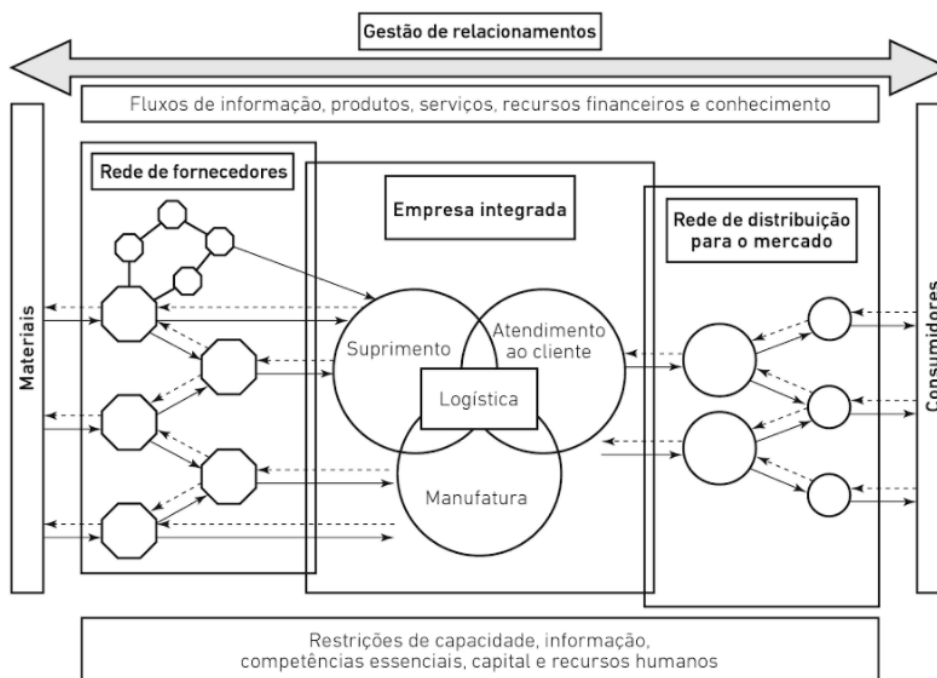 Gestão de relacionamentos
Fluxos de informação, produtos, serviços, recursos financeiros e conhecimento
Materiais
Rede de fornecedores
Empresa integrada
Suprimento
Atendimento
ao cliente
Logística
Manufatura
Rede de distribuição
para o mercado
Consumidores
Restrições de capacidade, informação,
competências essenciais, capital e recursos humanos